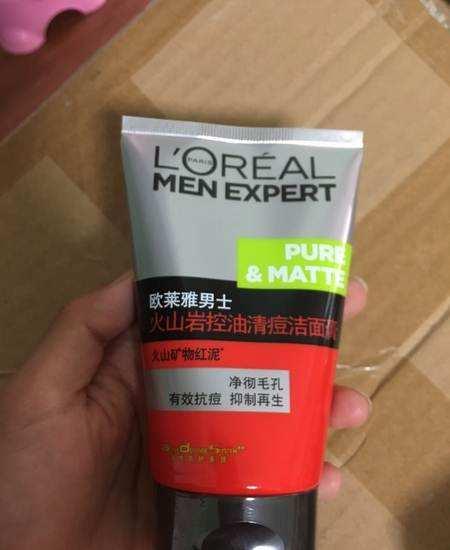 L'ORÉAL
PARIS
MEN EXPERT
PURE
& MATTE
欧莱雅男士
火山岩控油清痘洁面膏
火山矿物红泥*
净彻毛孔
有效抗痘 抑制再生